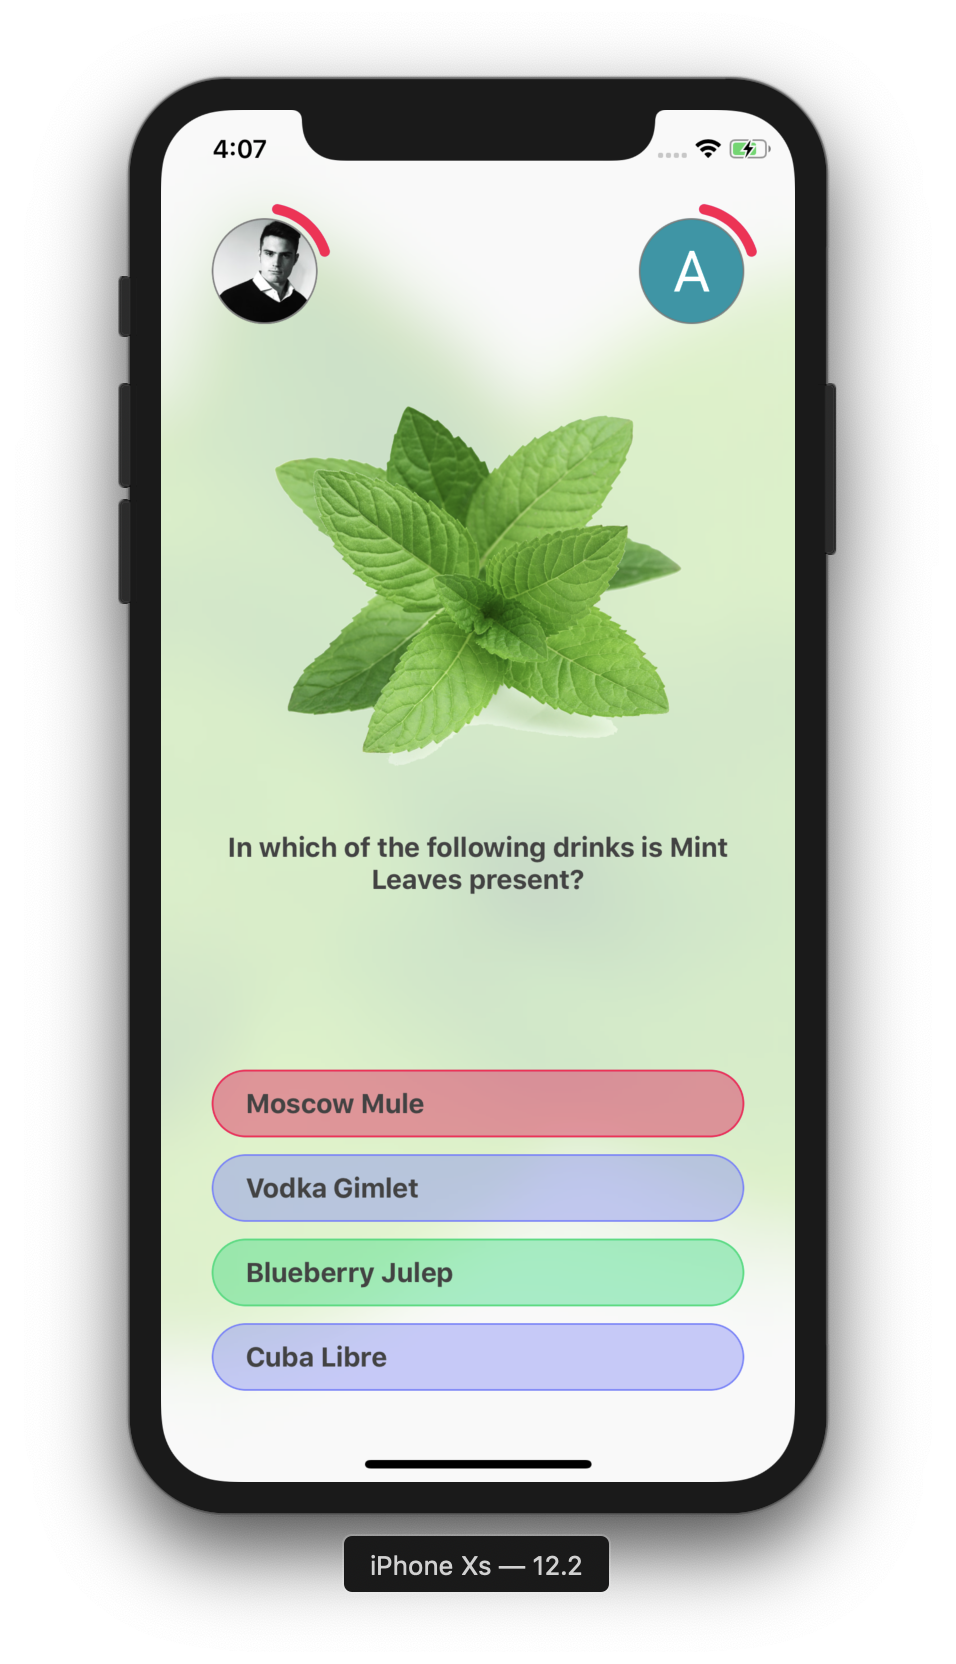 4:07
A
In which of the following drinks is Mint
Leaves present?
Moscow Mule
Vodka Gimlet
Blueberry Julep
Cuba Libre
iPhone Xs — 12.2